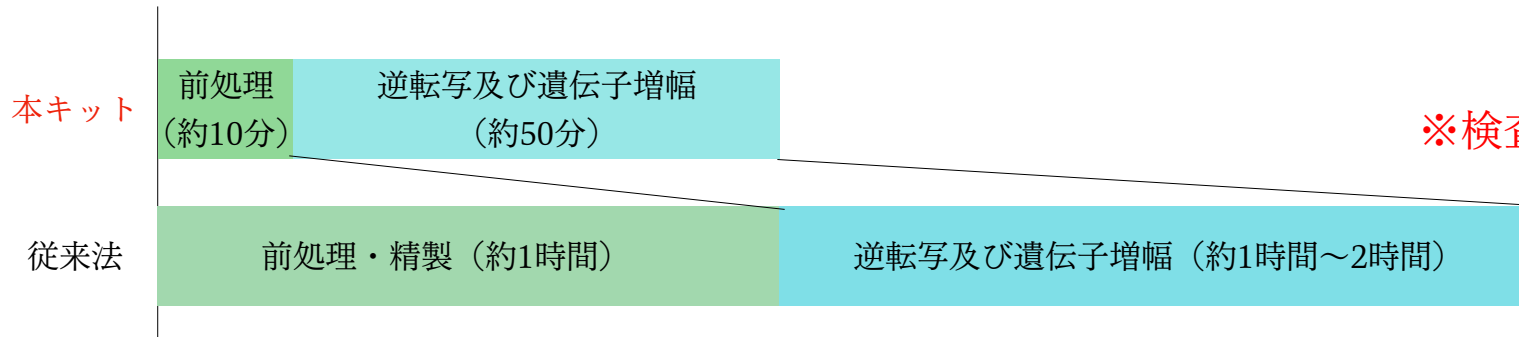 本キット
前処理
（約10分）
逆転写及び遺伝子増幅
（約50分）
※検査
従来法
前処理・精製（約1時間）
逆転写及び遺伝子増幅（約1時間～2時間）